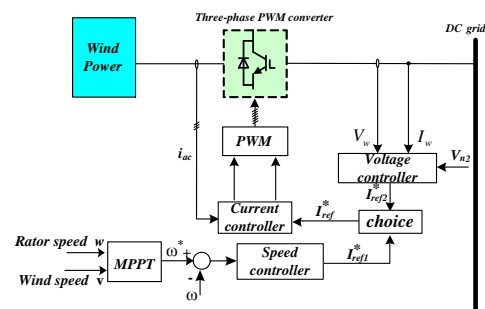 Three-phase PWM converter
DC grid
Wind
Power
PWM
V_w
I_w
i_ac
Voltage
controller
V_n2
I*_ref2
Current
controller
I*_ref
choice
Rator speed w
Wind speed v
MPPT
ω* +
-
ω
Speed
controller
I*_ref1